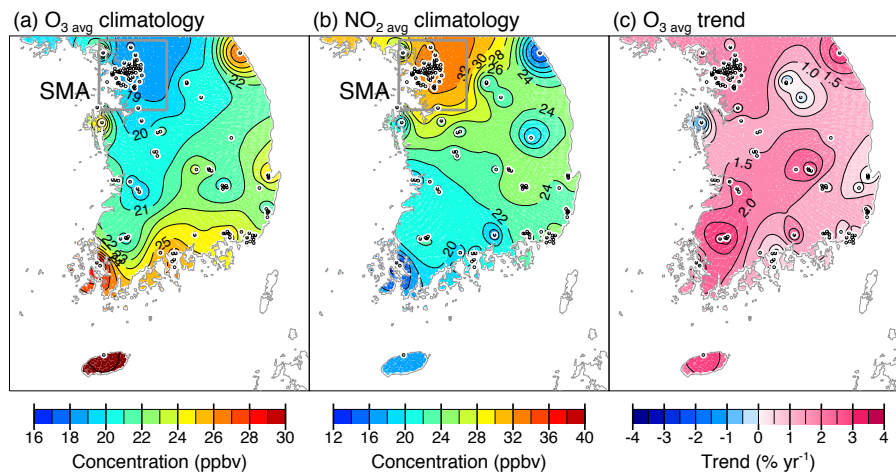 (a) O3 avg climatology
(b) NO2 avg climatology
(c) O3 trend
SMA
22
19
20
21
22
23
25
SMA
32
30
28
26
24
24
24
22
20
1.0
1.5
1.5
2.0
16 18 20 22 24 26 28 30
Concentration (ppbv)
12 16 20 24 28 32 36 40
Concentration (ppbv)
-4 -3 -2 -1 0 1 2 3 4
Trend (% yr-1)